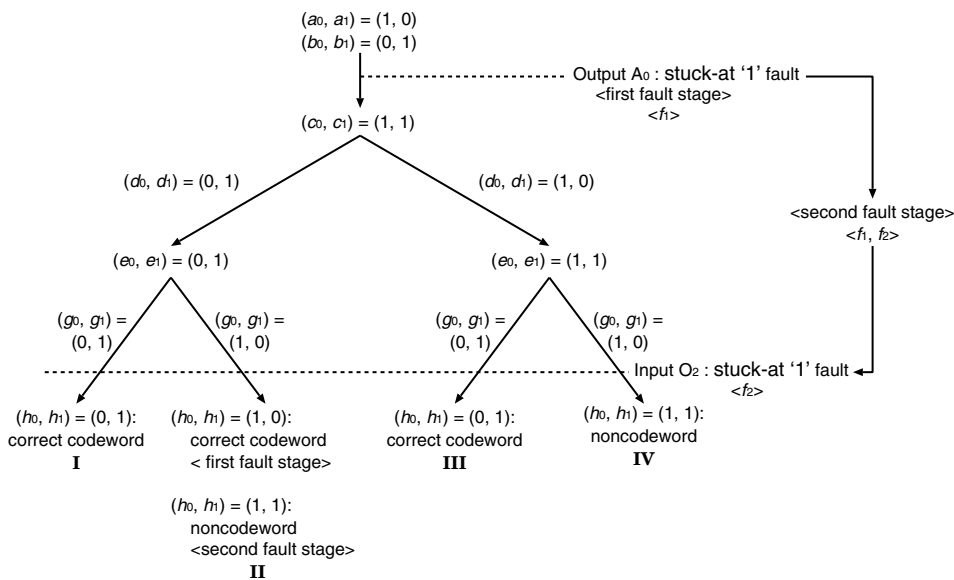 (a0, a1) = (1, 0)
(b0, b1) = (0, 1)
Output A0 : stuck-at ‘1’ fault
<first fault stage>
<f1>
(c0, c1) = (1, 1)
(d0, d1) = (0, 1)
(d0, d1) = (1, 0)
<second fault stage>
<f1, f2>
(e0, e1) = (0, 1)
(e0, e1) = (1, 1)
(g0, g1) =
(0, 1)
(g0, g1) =
(1, 0)
(g0, g1) =
(0, 1)
(g0, g1) =
(1, 0)
Input O2 : stuck-at ‘1’ fault
<f2>
(h0, h1) = (0, 1):
correct codeword
I
(h0, h1) = (1, 0):
correct codeword
< first fault stage>
(h0, h1) = (1, 1):
noncodeword
<second fault stage>
II
(h0, h1) = (0, 1):
correct codeword
III
(h0, h1) = (1, 1):
noncodeword
IV